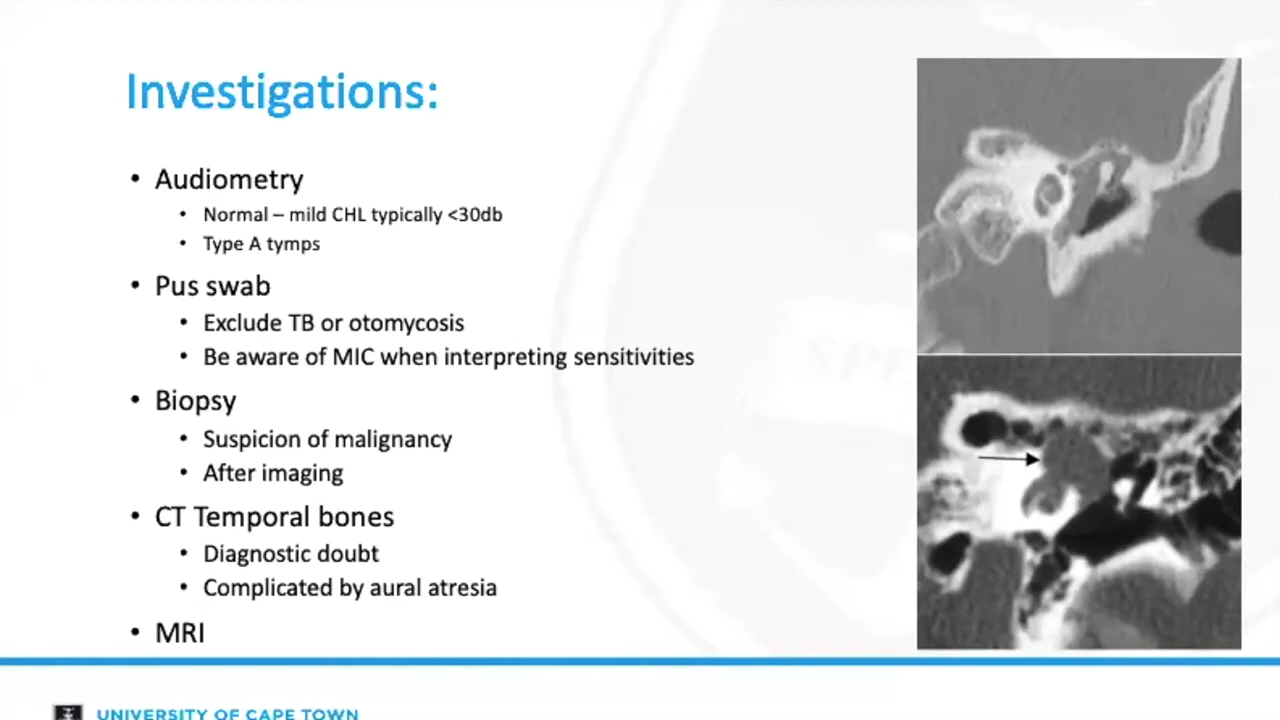 Investigations:
• Audiometry
• Normal – mild CHL typically <30db
• Type A tymps
• Pus swab
• Exclude TB or otomycosis
• Be aware of MIC when interpreting sensitivities
• Biopsy
• Suspicion of malignancy
• After imaging
• CT Temporal bones
• Diagnostic doubt
• Complicated by aural atresia
• MRI
UNIVERSITY OF CAPE TOWN